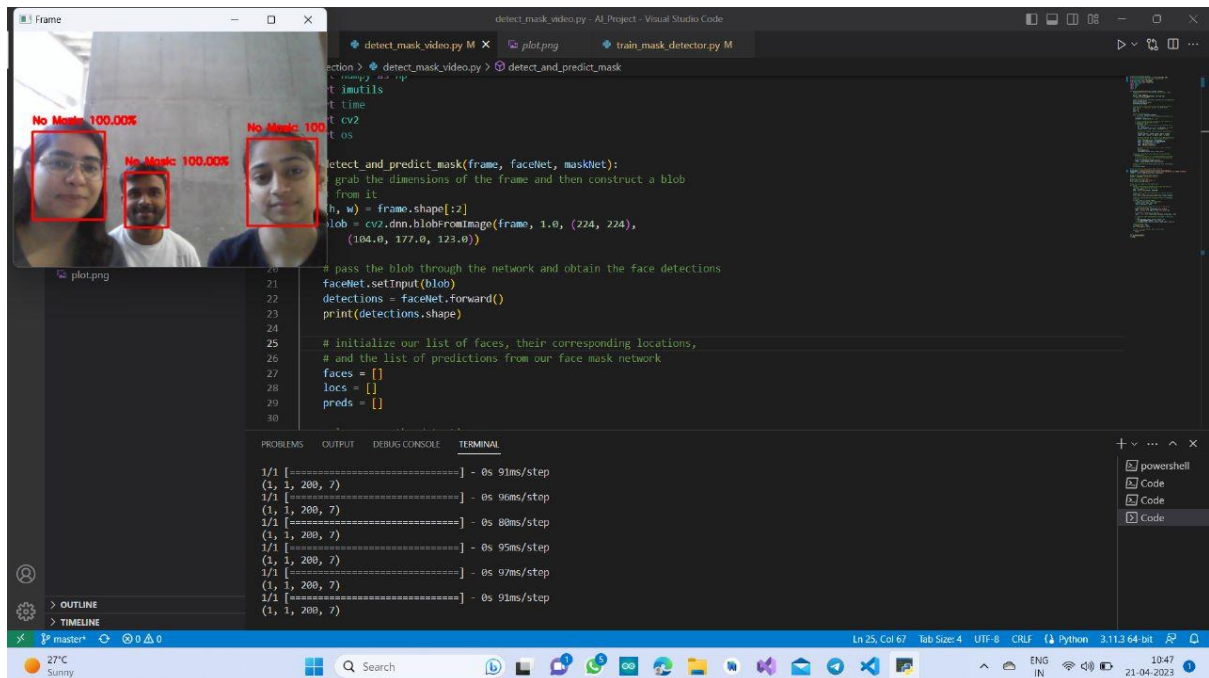 Frame
detect_mask_video.py - AI_Project - Visual Studio Code
detect_mask_video.py M
plot.png
train_mask_detector.py M
ection > detect_mask_video.py > detect_and_predict_mask
No Mask: 100.00%
No Mask: 100.00%
No Mask: 100.
t numpy as np
t imutils
t time
t cv2
t os
detect_and_predict_mask(frame, faceNet, maskNet):
grab the dimensions of the frame and then construct a blob
from it
h, w) = frame.shape[:2]
lob = cv2.dnn.blobFromImage(frame, 1.0, (224, 224),
(104.0, 177.0, 123.0))
plot.png
20 # pass the blob through the network and obtain the face detections
21 faceNet.setInput(blob)
22 detections = faceNet.forward()
23 print(detections.shape)
24
25 # initialize our list of faces, their corresponding locations,
26 # and the list of predictions from our face mask network
27 faces = []
28 locs = []
29 preds = []
30
PROBLEMS OUTPUT DEBUG CONSOLE TERMINAL
1/1 [==============================] - 0s 91ms/step
(1, 1, 200, 7)
1/1 [==============================] - 0s 96ms/step
(1, 1, 200, 7)
1/1 [==============================] - 0s 80ms/step
(1, 1, 200, 7)
1/1 [==============================] - 0s 95ms/step
(1, 1, 200, 7)
1/1 [==============================] - 0s 97ms/step
(1, 1, 200, 7)
1/1 [==============================] - 0s 91ms/step
(1, 1, 200, 7)
powershell
Code
Code
Code
OUTLINE
TIMELINE
master* 0 0 Ln 25, Col 67 Tab Size: 4 UTF-8 CRLF Python 3.11.3 64-bit
27°C
Sunny
Search
ENG
IN
10:47
21-04-2023